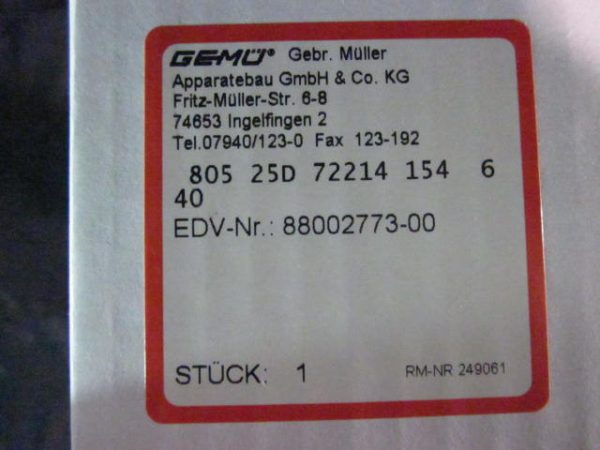 GEMÜ® Gebr. Müller
Apparatebau GmbH & Co. KG
Fritz-Müller-Str. 6-8
74653 Ingelfingen 2
Tel.07940/123-0 Fax 123-192
805 25D 72214 154 6
40
EDV-Nr.: 88002773-00
STÜCK: 1
RM-NR 249061